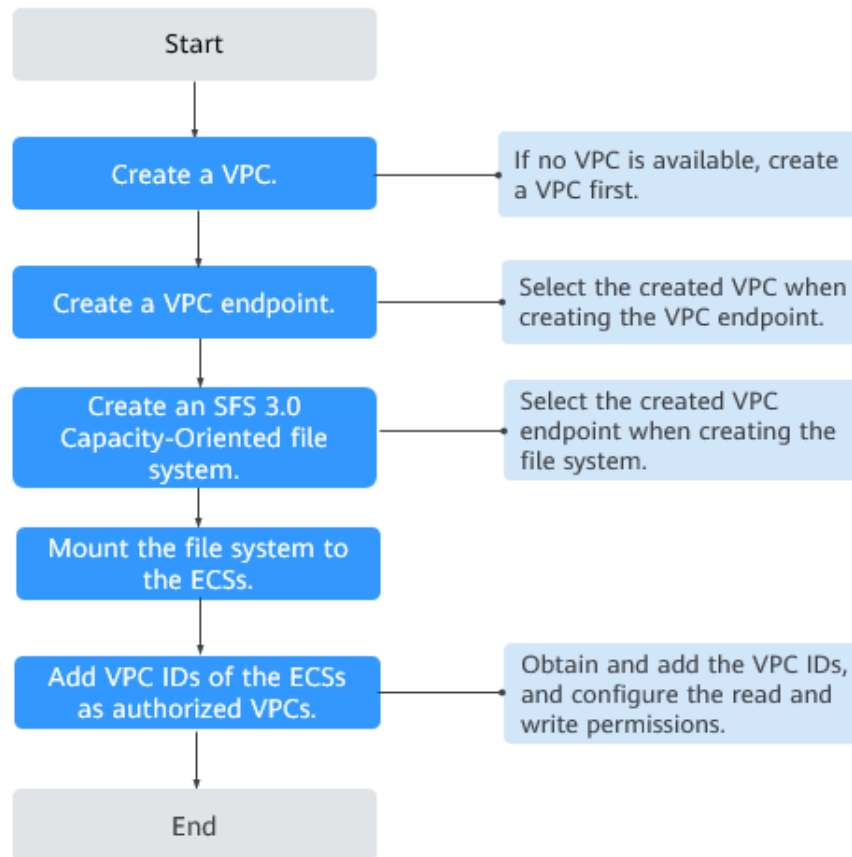 Start
Create a VPC.
If no VPC is available, create
a VPC first.
Create a VPC endpoint.
Select the created VPC when
creating the VPC endpoint.
Create an SFS 3.0
Capacity-Oriented file
system.
Select the created VPC
endpoint when creating the
file system.
Mount the file system to
the ECSs.
Add VPC IDs of the ECSs
as authorized VPCs.
Obtain and add the VPC IDs,
and configure the read and
write permissions.
End